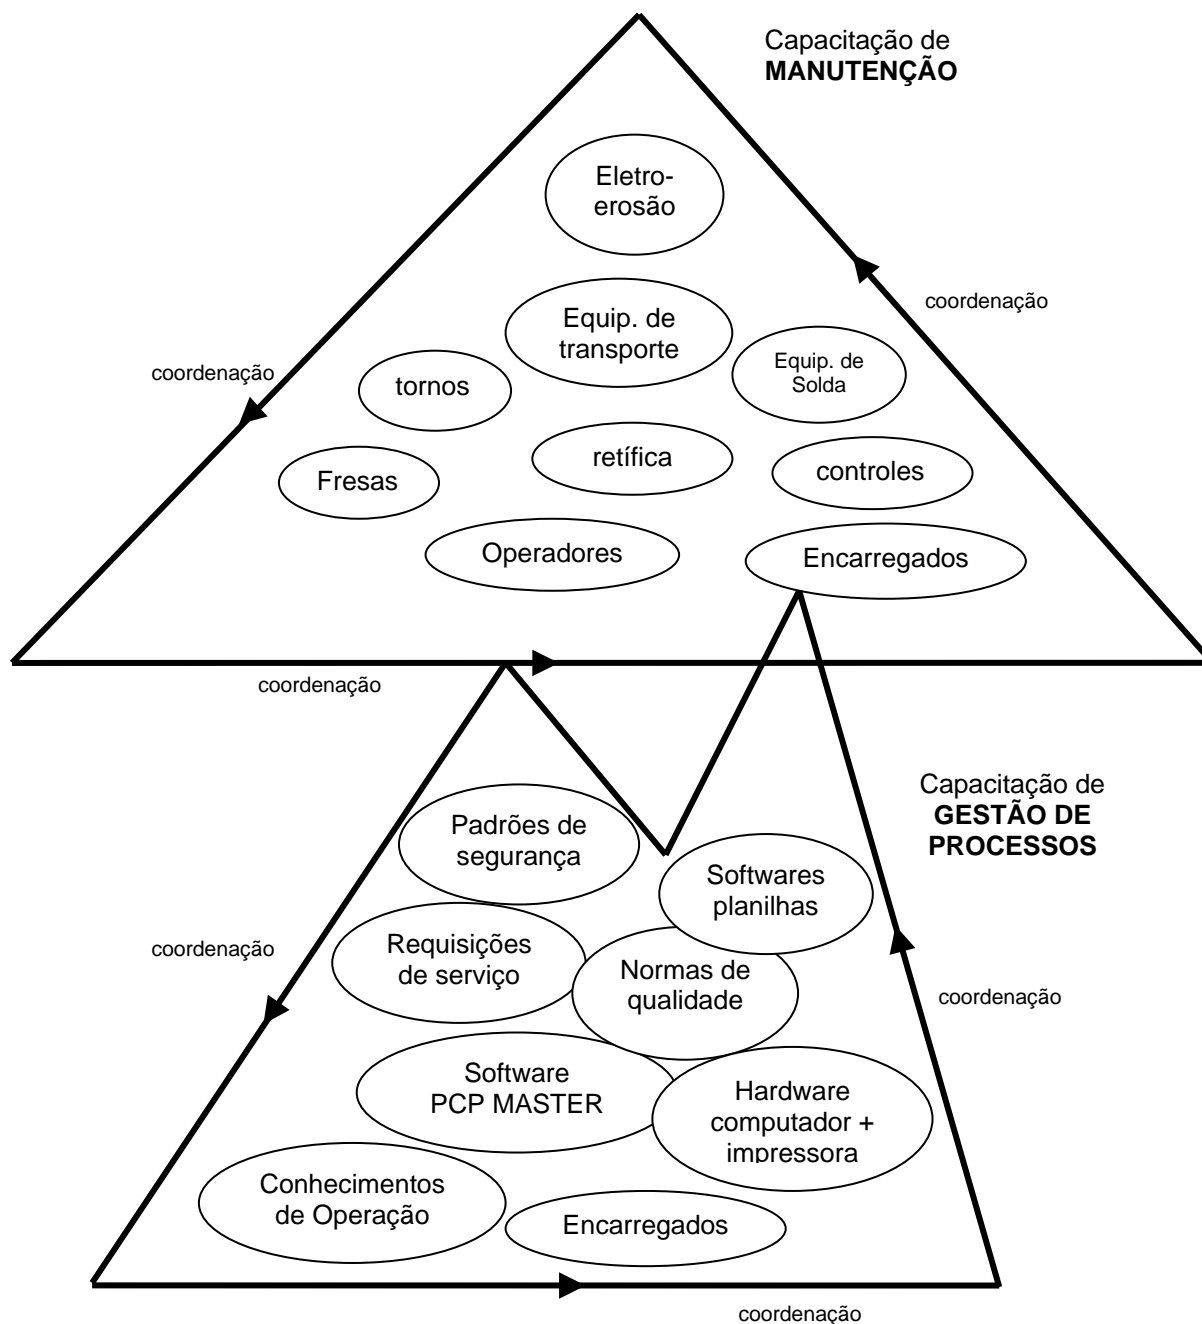 Capacitação de
MANUTENÇÃO
Eletro-
erosão
coordenação
Equip. de
transporte
Equip. de
Solda
coordenação
tornos
retífica
controles
Fresas
Operadores
Encarregados
coordenação
Capacitação de
GESTÃO DE
PROCESSOS
Padrões de
segurança
Softwares
planilhas
coordenação
Requisições
de serviço
Normas de
qualidade
coordenação
Software
PCP MASTER
Hardware
computador +
impressora
Conhecimentos
de Operação
Encarregados
coordenação